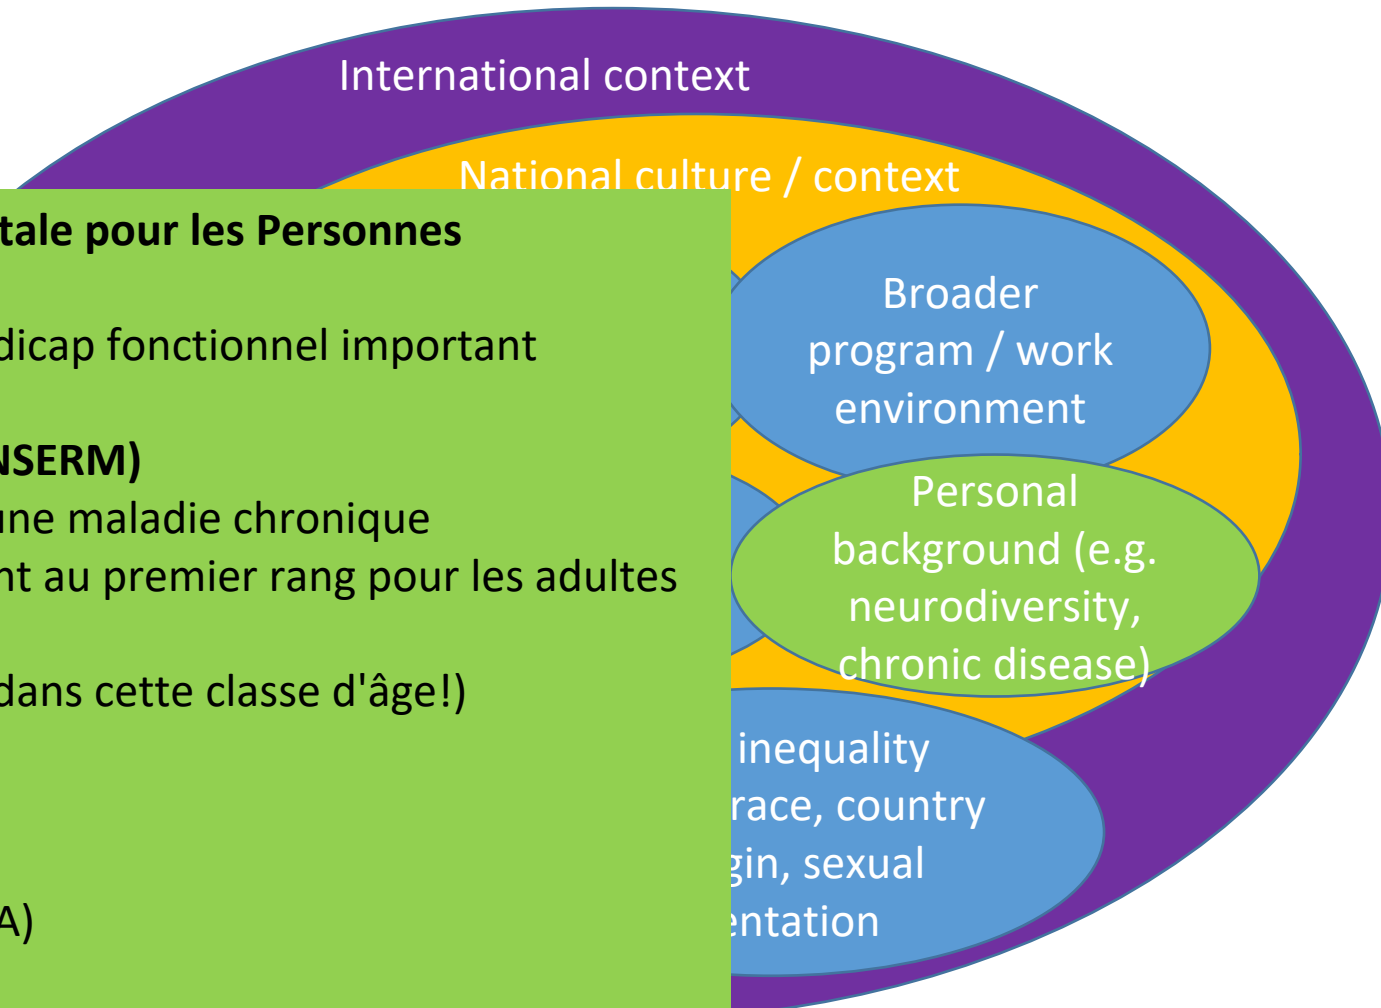 International context
National culture / context
tale pour les Personnes
dicap fonctionnel important
NSERM)
une maladie chronique
nt au premier rang pour les adultes
dans cette classe d'âge!)
A)
Broader
program / work
environment
Personal
background (e.g.
neurodiversity,
chronic disease)
inequality
race, country
gin, sexual
entation